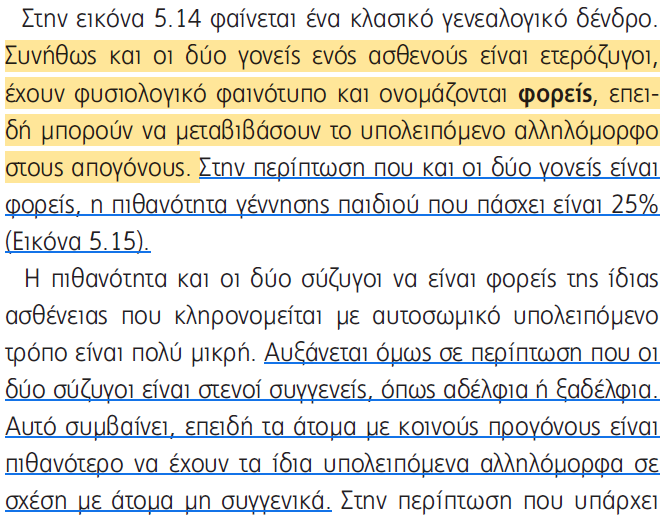 Στην εικόνα 5.14 φαίνεται ένα κλασικό γενεαλογικό δένδρο.
Συνήθως και οι δύο γονείς ενός ασθενούς είναι ετερόζυγοι,
έχουν φυσιολογικό φαινότυπο και ονομάζονται φορείς, επει-
δή μπορούν να μεταβιβάσουν το υπολειπόμενο αλληλόμορφο
στους απογόνους. Στην περίπτωση που και οι δύο γονείς είναι
φορείς, η πιθανότητα γέννησης παιδιού που πάσχει είναι 25%
(Εικόνα 5.15).
Η πιθανότητα και οι δύο σύζυγοι να είναι φορείς της ίδιας
ασθένειας που κληρονομείται με αυτοσωμικό υπολειπόμενο
τρόπο είναι πολύ μικρή. Αυξάνεται όμως σε περίπτωση που οι
δύο σύζυγοι είναι στενοί συγγενείς, όπως αδέλφια ή ξαδέλφια.
Αυτό συμβαίνει, επειδή τα άτομα με κοινούς προγόνους είναι
πιθανότερο να έχουν τα ίδια υπολειπόμενα αλληλόμορφα σε
σχέση με άτομα μη συγγενικά. Στην περίπτωση που υπάρχει